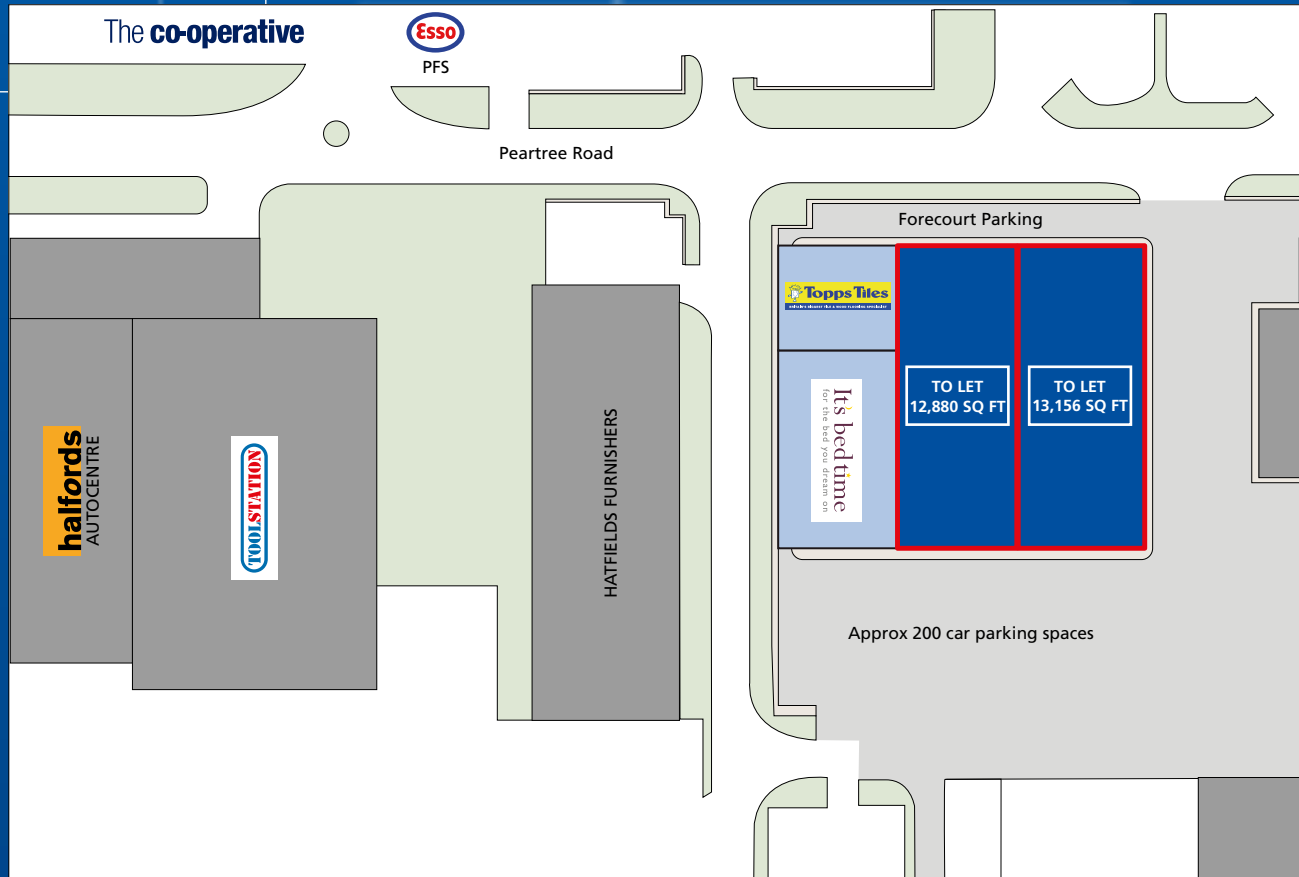 The co-operative
Esso
PFS
Peartree Road
Forecourt Parking
Topps Tiles
It's bedtime
for the bed you dream on
TO LET
12,880 SQ FT
TO LET
13,156 SQ FT
halfords
AUTOCENTRE
TOOLSTATION
HATFIELDS FURNISHERS
Approx 200 car parking spaces